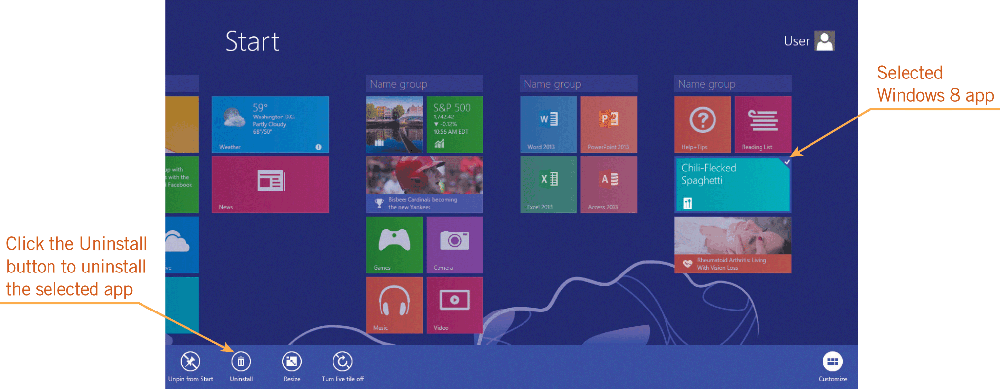 Start
User
Selected
Windows 8 app
Name group
Name group
Name group
59°
Washington D.C.
Partly Cloudy
68°/50°
Weather
S&P 500
1,742.42
▼ -0.12%
10:56 AM EDT
W
Word 2013
P
PowerPoint 2013
?
Help+Tips
Reading List
up with
s with the
Facebook
News
Bisbee: Cardinals becoming
the new Yankees
X
Excel 2013
A
Access 2013
Chili-Flecked
Spaghetti
Click the Uninstall
button to uninstall
the selected app
ve
Games
Camera
Rheumatoid Arthritis: Living
With Vision Loss
Music
Video
Unpin from Start
Uninstall
Resize
Turn live tile off
Customize